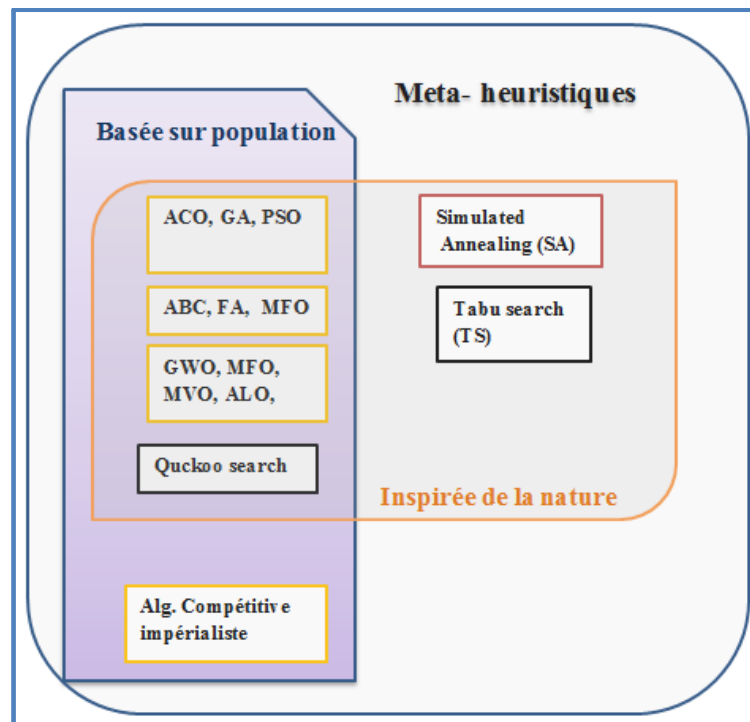 Meta- heuristiques
Basée sur population
ACO, GA, PSO
Simulated
Annealing (SA)
ABC, FA, MFO
Tabu search
(TS)
GWO, MFO,
MVO, ALO,
Quckoo search
Inspirée de la nature
Alg. Compétitive
impérialiste